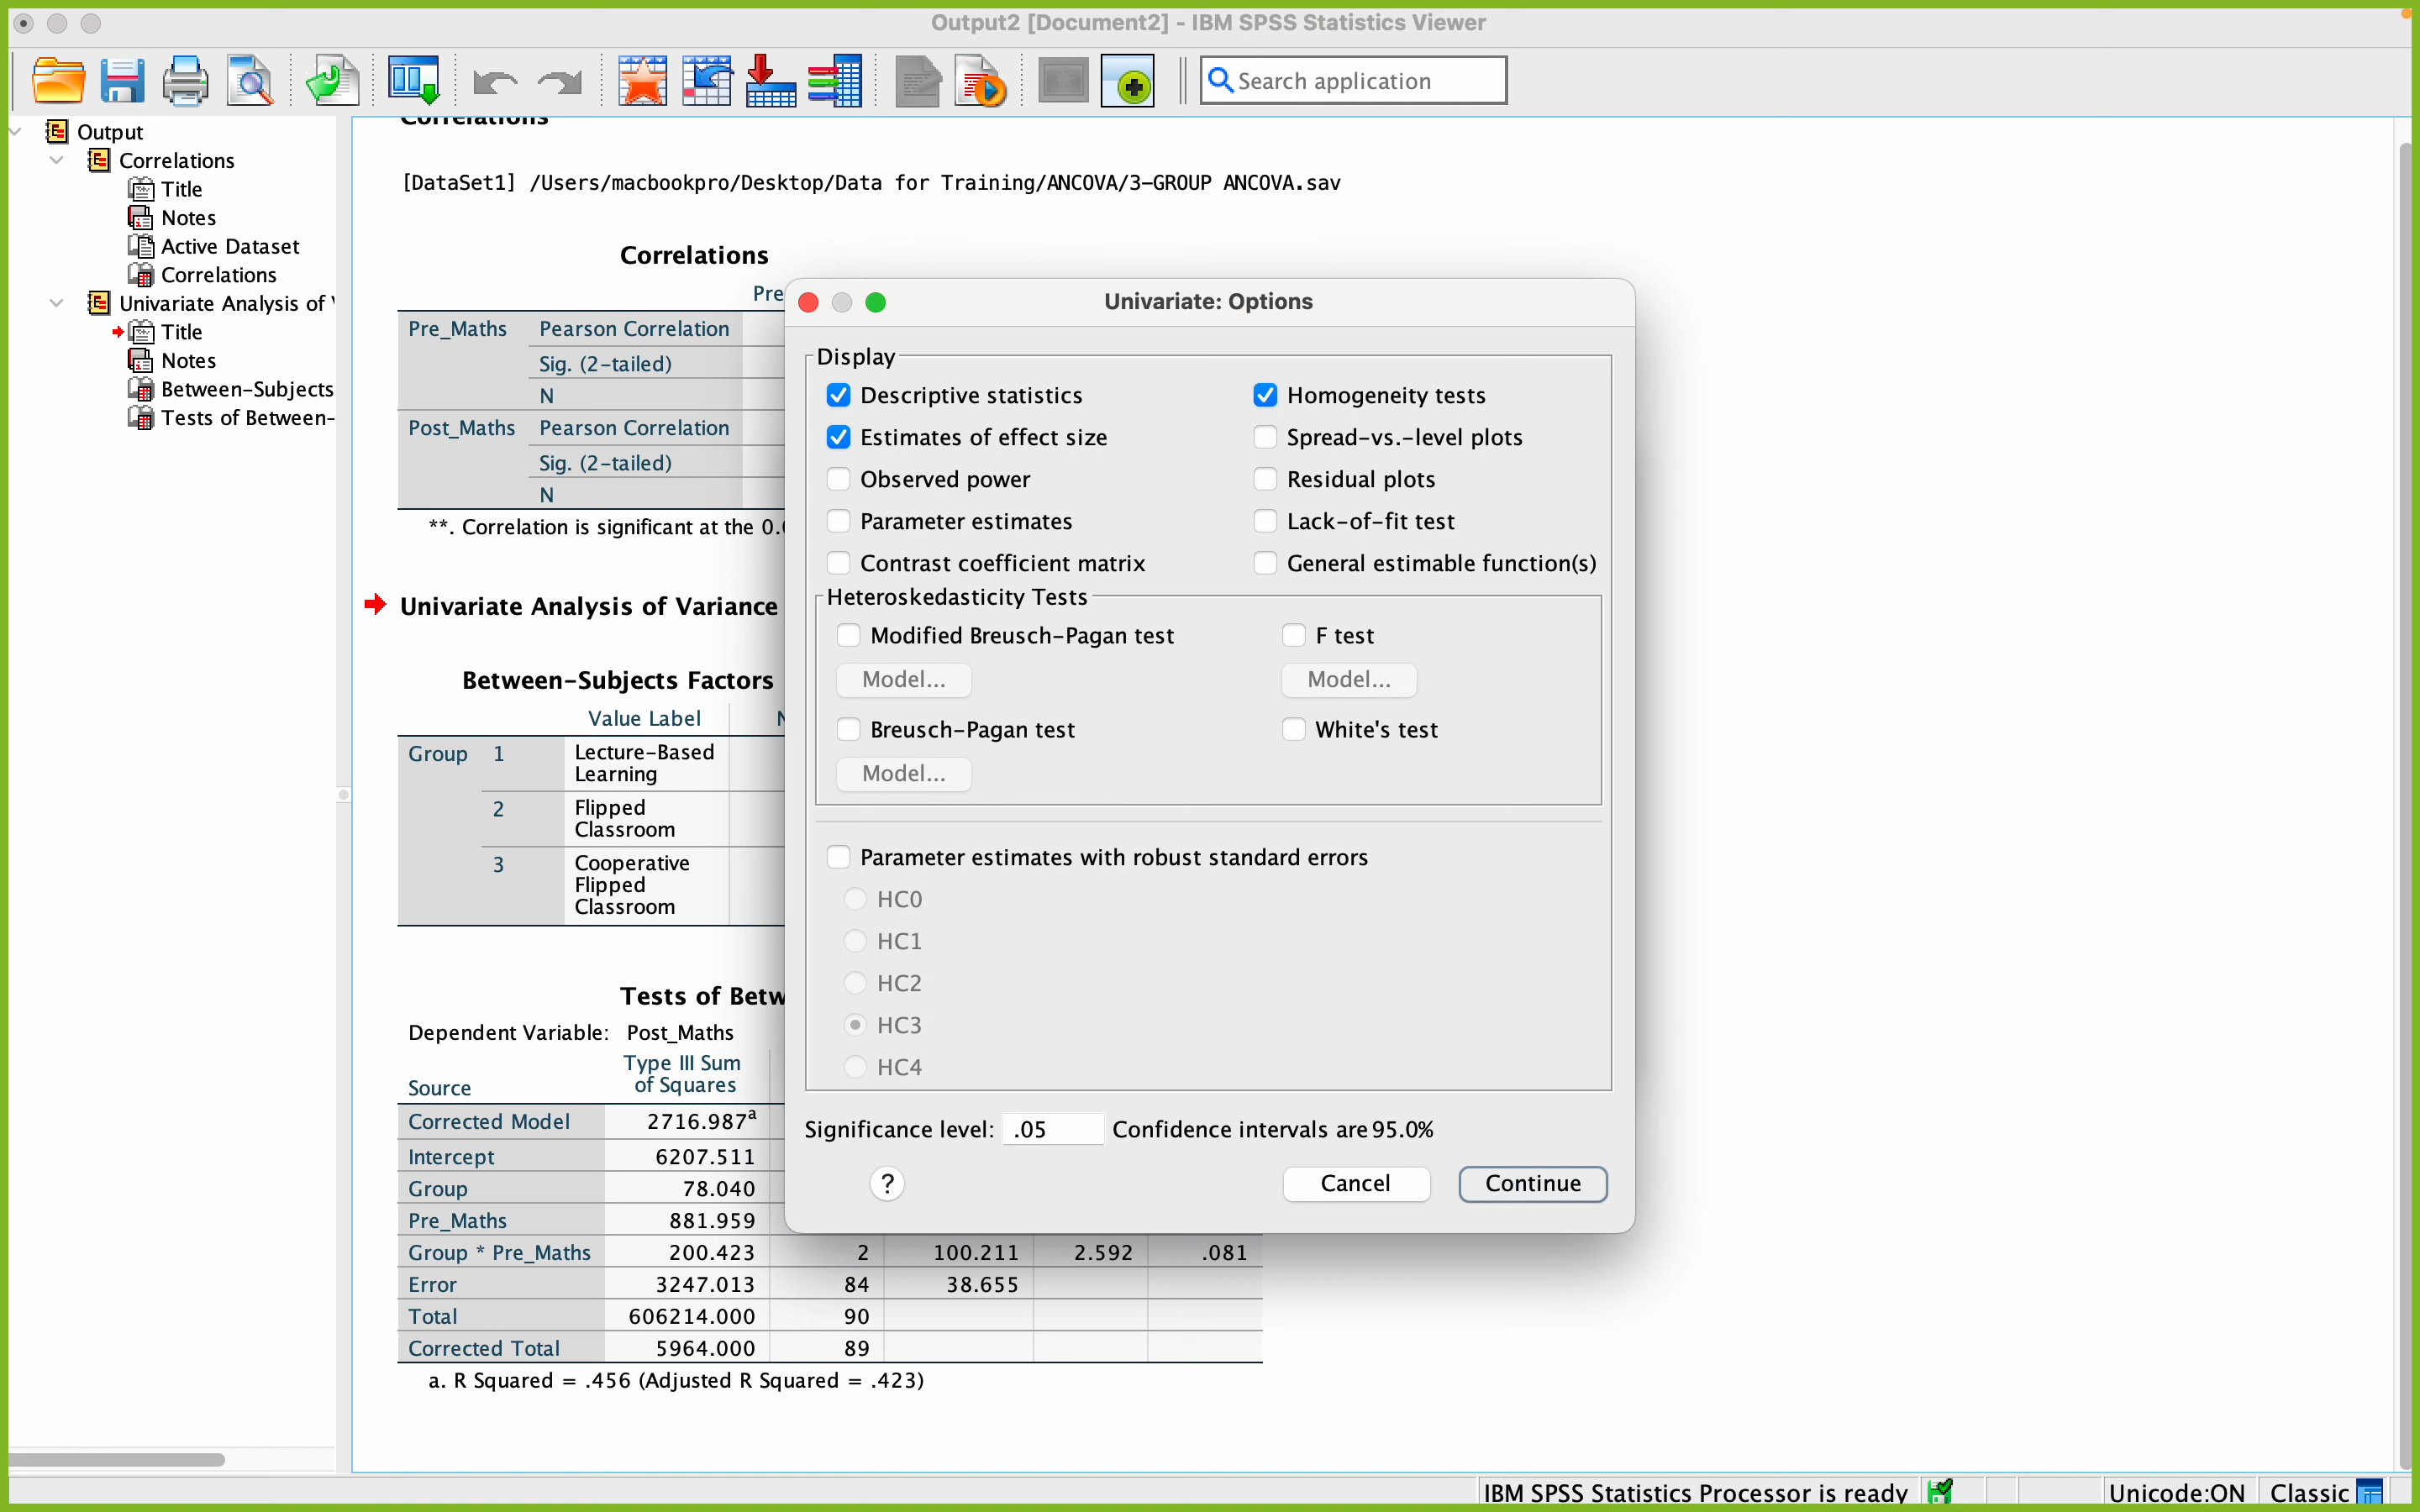 Output2 [Document2] - IBM SPSS Statistics Viewer
Search application
Output
Correlations
Title
Notes
Active Dataset
Correlations
Univariate Analysis of
Title
Notes
Between-Subjects
Tests of Between-
Correlations
[DataSet1] /Users/macbookpro/Desktop/Data for Training/ANCOVA/3-GROUP ANCOVA.sav
Correlations
Pre
Pre_Maths Pearson Correlation
Sig. (2-tailed)
N
Post_Maths Pearson Correlation
Sig. (2-tailed)
N
**. Correlation is significant at the 0.
Univariate Analysis of Variance
Between-Subjects Factors
Value Label N
Group 1 Lecture-Based
Learning
2 Flipped
Classroom
3 Cooperative
Flipped
Classroom
Tests of Betw
Dependent Variable: Post_Maths
Type III Sum
Source of Squares
Corrected Model 2716.987a
Intercept 6207.511
Group 78.040
Pre_Maths 881.959
Group * Pre_Maths 200.423 2 100.211 2.592 .081
Error 3247.013 84 38.655
Total 606214.000 90
Corrected Total 5964.000 89
a. R Squared = .456 (Adjusted R Squared = .423)
Univariate: Options
Display
Descriptive statistics Homogeneity tests
Estimates of effect size Spread-vs.-level plots
Observed power Residual plots
Parameter estimates Lack-of-fit test
Contrast coefficient matrix General estimable function(s)
Heteroskedasticity Tests
Modified Breusch-Pagan test F test
Model... Model...
Breusch-Pagan test White's test
Model...
Parameter estimates with robust standard errors
HC0
HC1
HC2
HC3
HC4
Significance level: .05 Confidence intervals are 95.0%
? Cancel Continue
IBM SPSS Statistics Processor is ready Unicode:ON Classic